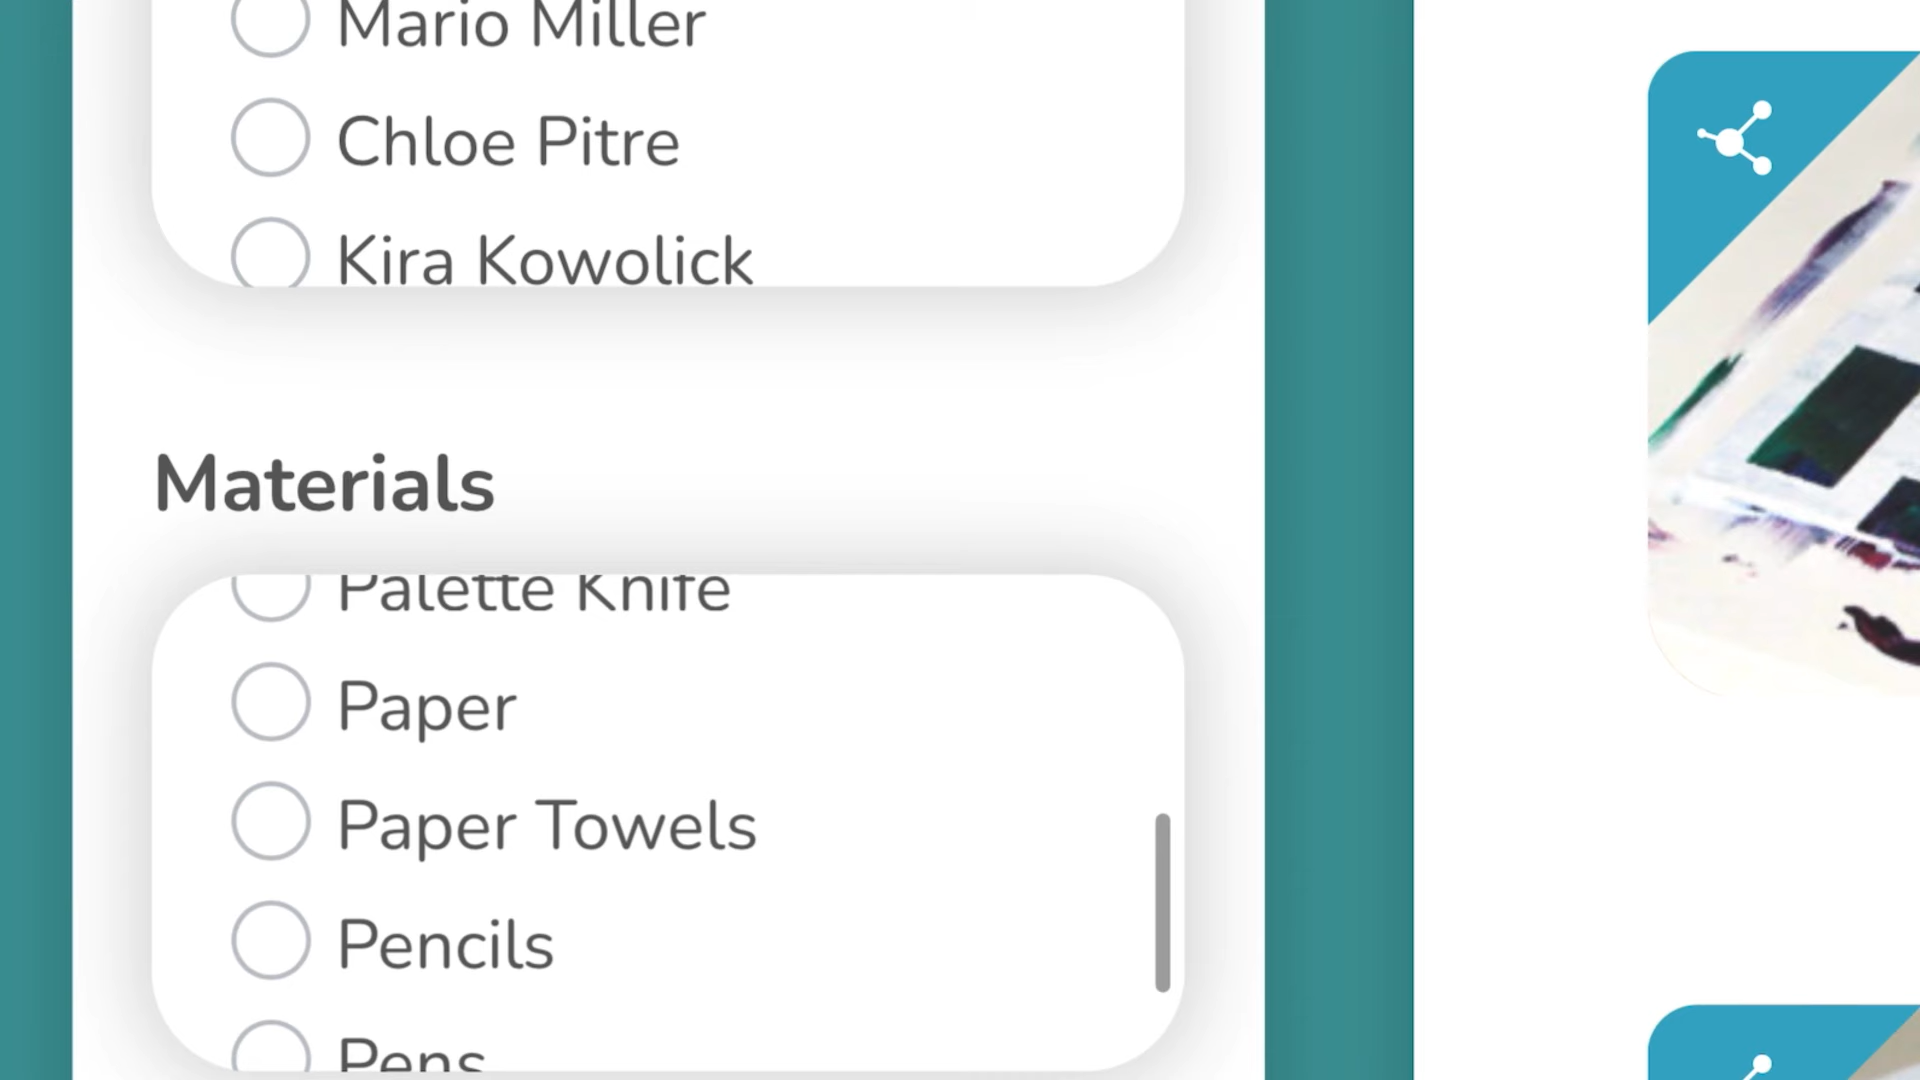 Mario Miller
Chloe Pitre
Kira Kowolick
Materials
Palette Knife
Paper
Paper Towels
Pencils
Pens